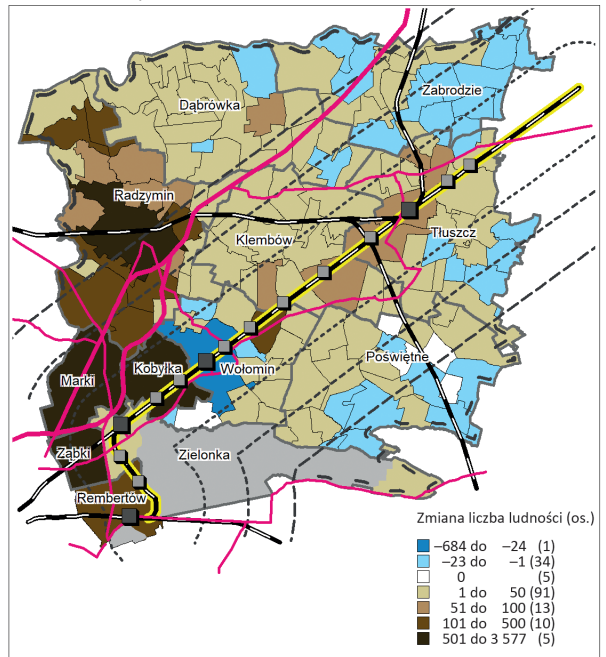 Zabrodzie
Dąbrówka
Radzymin
Klembów
Tłuszcz
Poświętne
Kobyłka
Wołomin
Marki
Ząbki
Zielonka
Rembertów
Zmiana liczba ludności (os.)
−684 do −24 (1)
−23 do −1 (34)
0 (5)
1 do 50 (91)
51 do 100 (13)
101 do 500 (10)
501 do 3 577 (5)